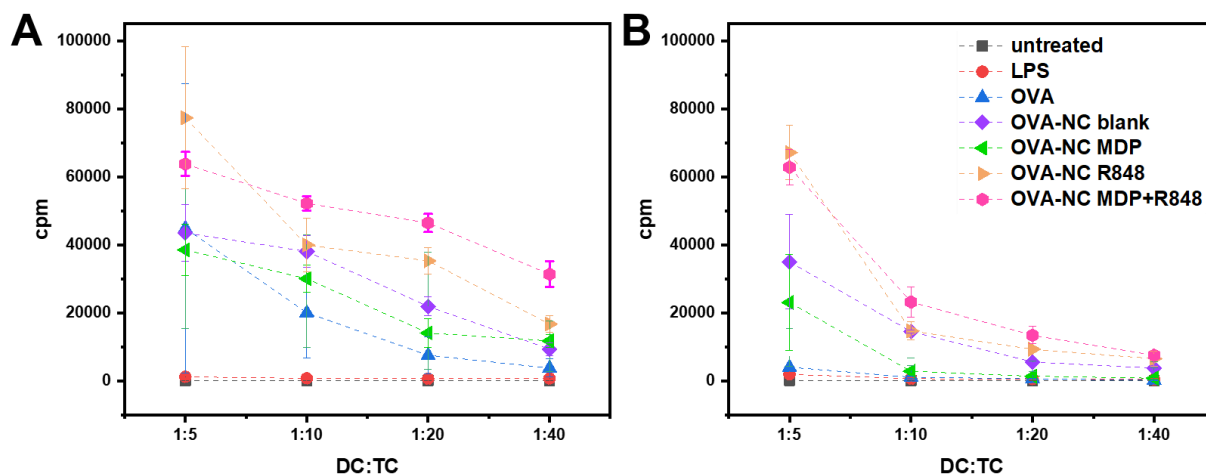 A
100000
80000
60000
40000
20000
0
cpm
1:5 1:10 1:20 1:40
DC:TC
B
100000
80000
60000
40000
20000
0
cpm
1:5 1:10 1:20 1:40
DC:TC
untreated
LPS
OVA
OVA-NC blank
OVA-NC MDP
OVA-NC R848
OVA-NC MDP+R848